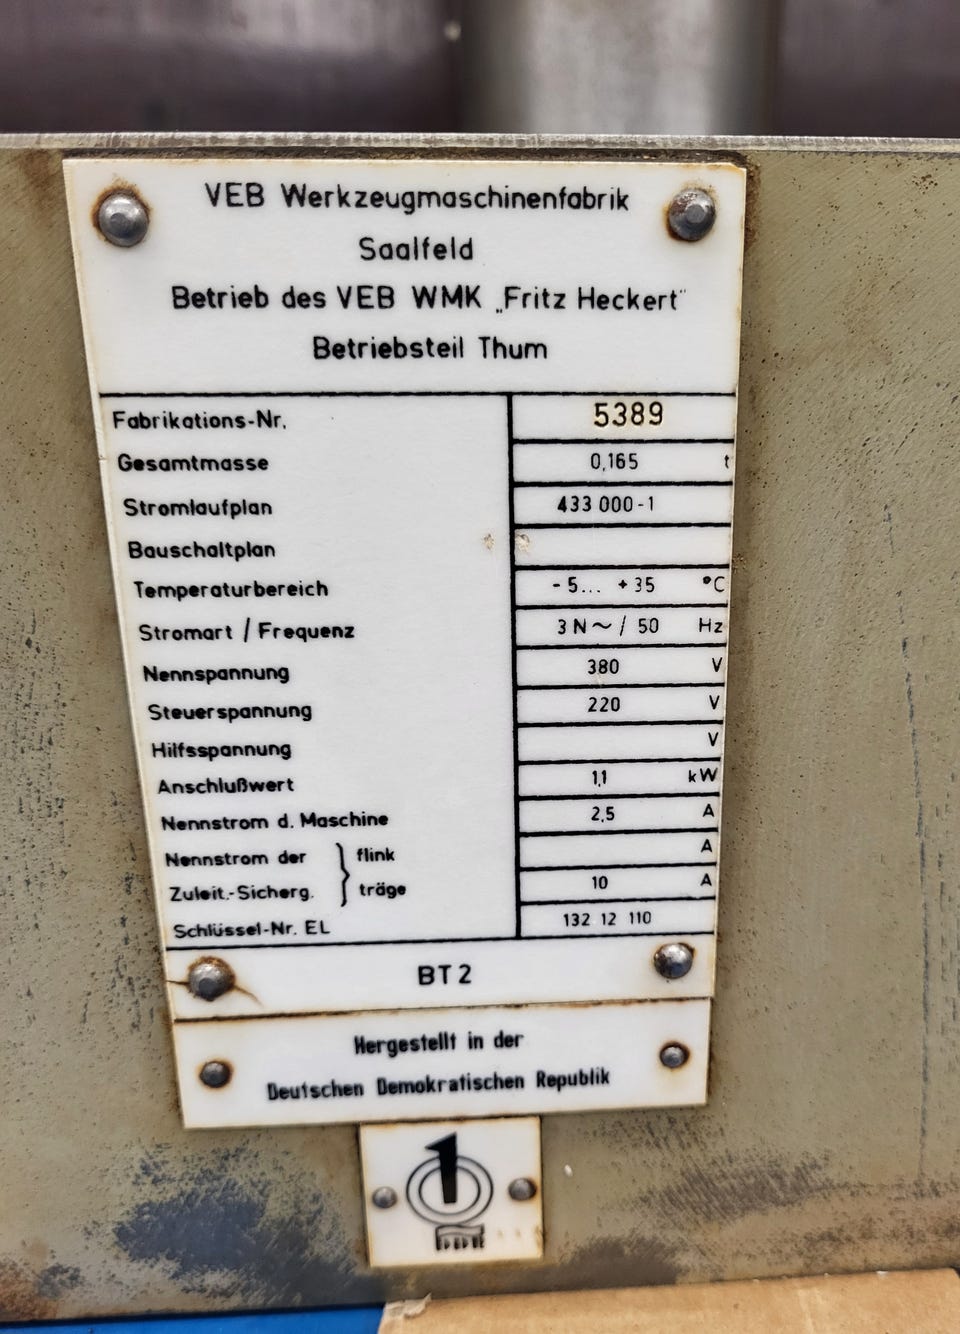 VEB Werkzeugmaschinenfabrik
Saalfeld
Betrieb des VEB WMK „Fritz Heckert"
Betriebsteil Thum
Fabrikations-Nr. 5389
Gesamtmasse 0,165 t
Stromlaufplan 433 000-1
Bauschaltplan
Temperaturbereich -5... +35 °C
Stromart / Frequenz 3 N ~ / 50 Hz
Nennspannung 380 V
Steuerspannung 220 V
Hilfsspannung V
Anschlußwert 1,1 kW
Nennstrom d. Maschine 2,5 A
Nennstrom der } flink A
Zuleit.-Sicherg. } träge 10 A
Schlüssel-Nr. EL 132 12 110
BT 2
Hergestellt in der
Deutschen Demokratischen Republik
1